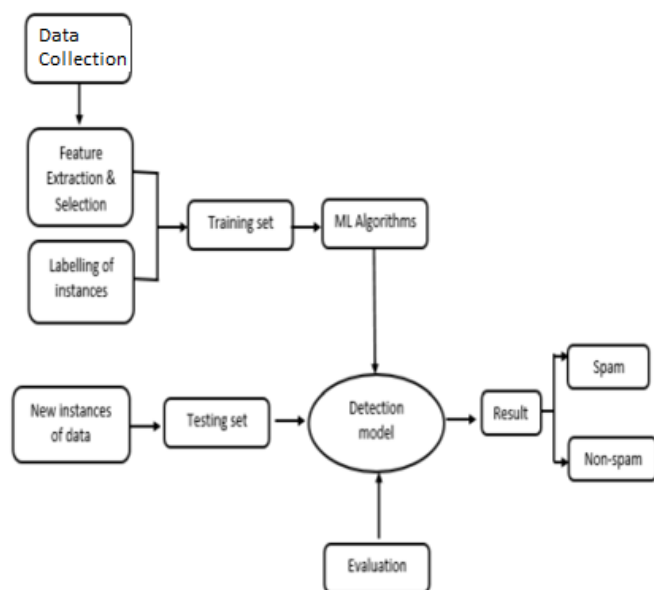 Data
Collection
Feature
Extraction &
Selection
Training set
ML Algorithms
Labelling of
instances
New instances
of data
Testing set
Detection
model
Result
Spam
Non-spam
Evaluation